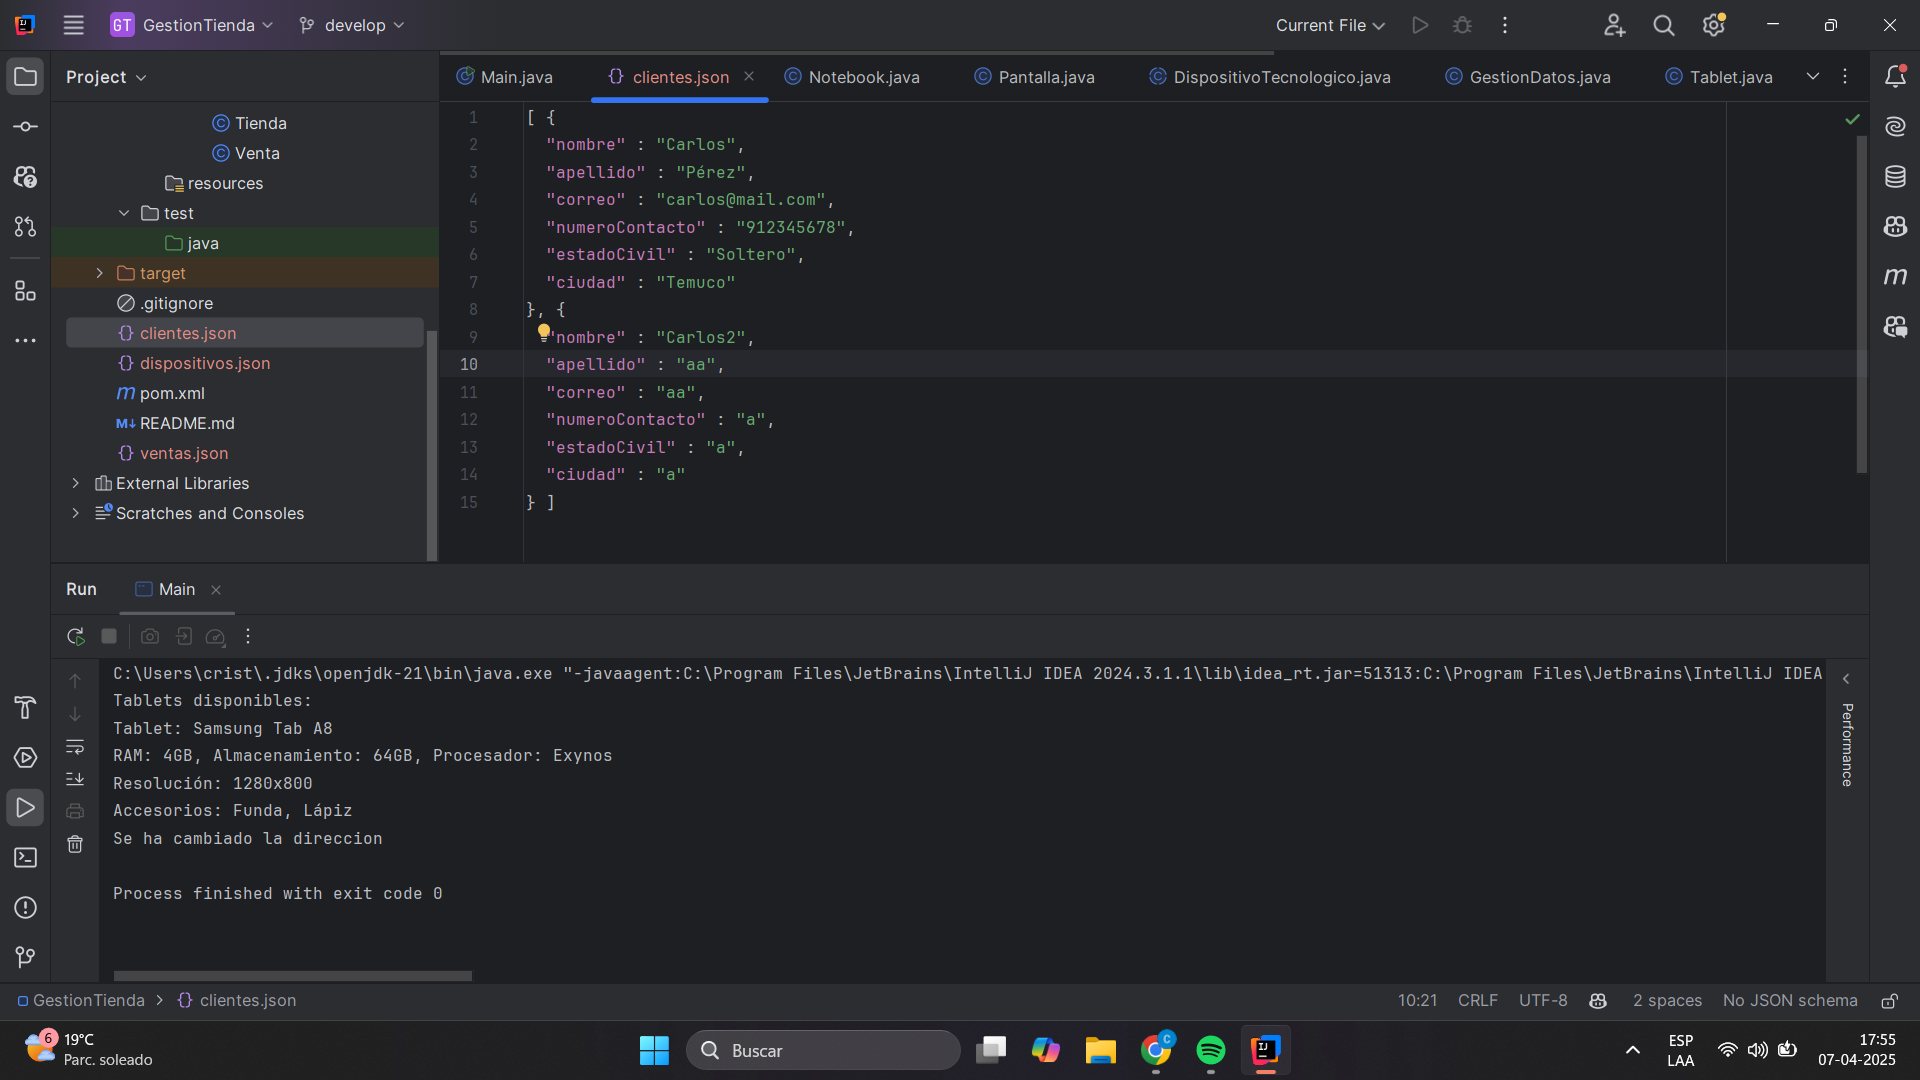 GT GestionTienda develop Current File
Project
Main.java clientes.json Notebook.java Pantalla.java DispositivoTecnologico.java GestionDatos.java Tablet.java
Tienda
Venta
resources
test
java
target
.gitignore
clientes.json
dispositivos.json
pom.xml
README.md
ventas.json
External Libraries
Scratches and Consoles
1 [ {
2 "nombre" : "Carlos",
3 "apellido" : "Pérez",
4 "correo" : "carlos@mail.com",
5 "numeroContacto" : "912345678",
6 "estadoCivil" : "Soltero",
7 "ciudad" : "Temuco"
8 }, {
9 "nombre" : "Carlos2",
10 "apellido" : "aa",
11 "correo" : "aa",
12 "numeroContacto" : "a",
13 "estadoCivil" : "a",
14 "ciudad" : "a"
15 } ]
Run Main
C:\Users\crist\.jdks\openjdk-21\bin\java.exe "-javaagent:C:\Program Files\JetBrains\IntelliJ IDEA 2024.3.1.1\lib\idea_rt.jar=51313:C:\Program Files\JetBrains\IntelliJ IDEA
Tablets disponibles:
Tablet: Samsung Tab A8
RAM: 4GB, Almacenamiento: 64GB, Procesador: Exynos
Resolución: 1280x800
Accesorios: Funda, Lápiz
Se ha cambiado la direccion
Process finished with exit code 0
Performance
GestionTienda clientes.json 10:21 CRLF UTF-8 2 spaces No JSON schema
6 19°C
Parc. soleado
Buscar
ESP
LAA
17:55
07-04-2025